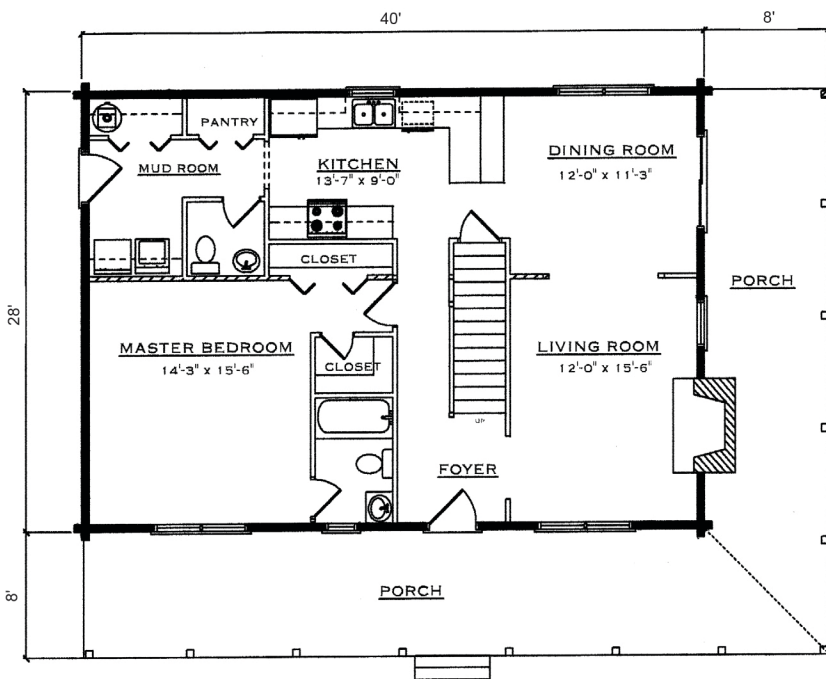 40'
8'
PANTRY
MUD ROOM
KITCHEN
13'-7" x 9'-0"
DINING ROOM
12'-0" x 11'-3"
CLOSET
PORCH
28'
MASTER BEDROOM
14'-3" x 15'-6"
CLOSET
LIVING ROOM
12'-0" x 15'-6"
UP
FOYER
8'
PORCH